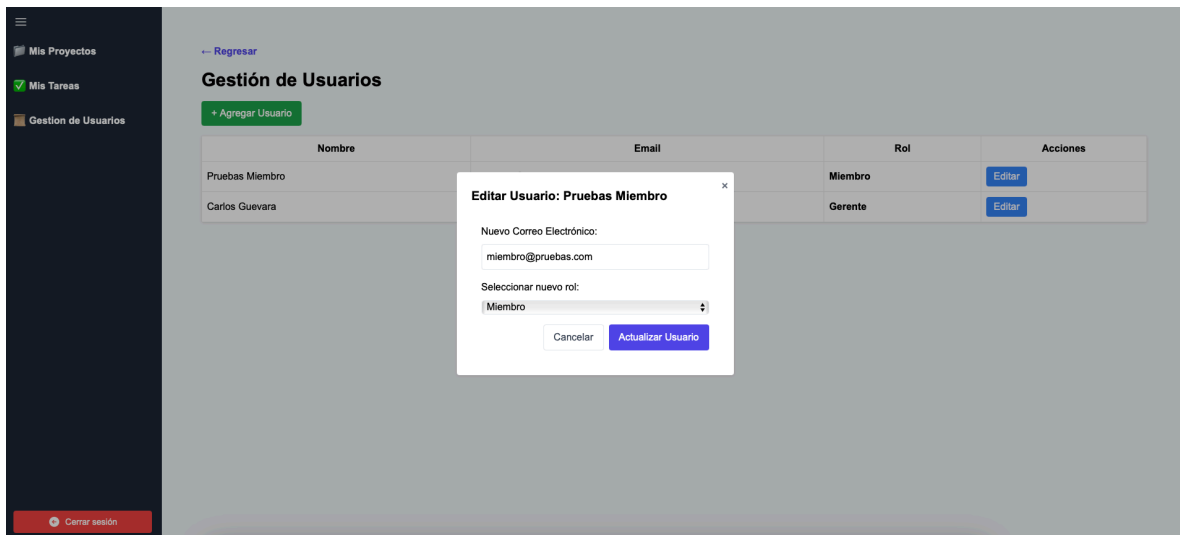 Mis Proyectos
Mis Tareas
Gestion de Usuarios
Cerrar sesión
← Regresar
Gestión de Usuarios
+ Agregar Usuario
Nombre Email Rol Acciones
Pruebas Miembro Miembro Editar
Carlos Guevara Gerente Editar
×
Editar Usuario: Pruebas Miembro
Nuevo Correo Electrónico:
miembro@pruebas.com
Seleccionar nuevo rol:
Miembro
Cancelar Actualizar Usuario